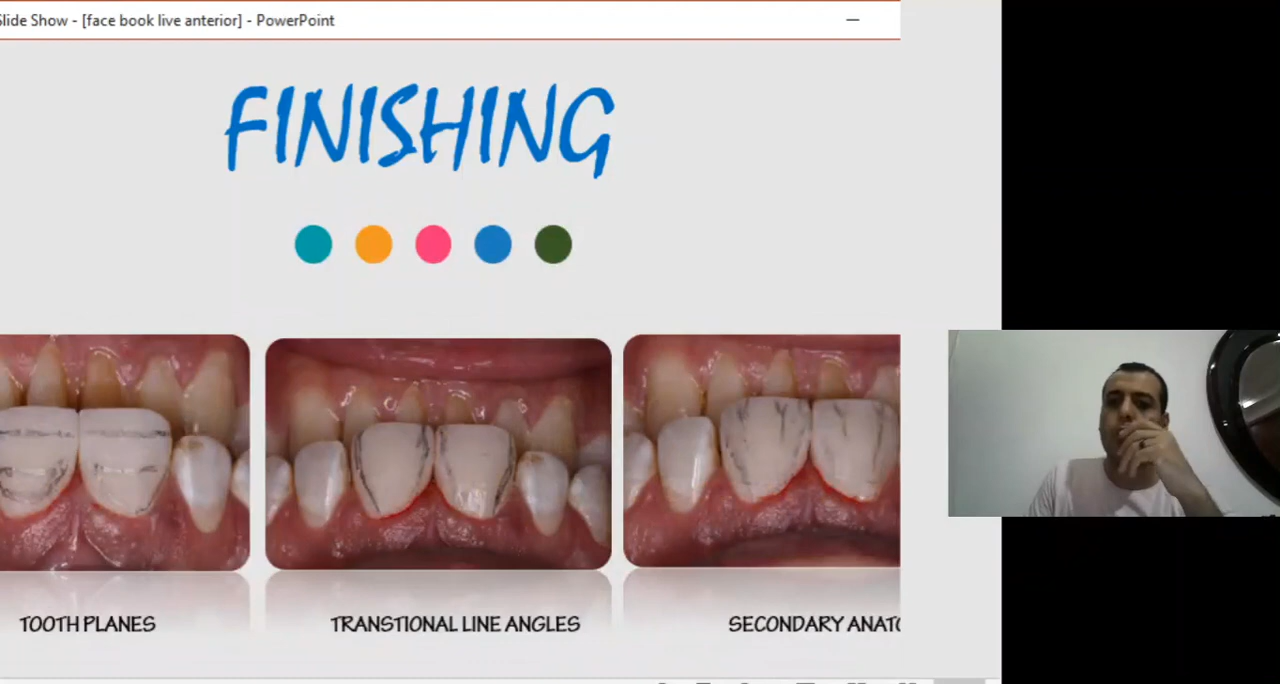 Slide Show - [face book live anterior] - PowerPoint
FINISHING
TOOTH PLANES
TRANSTIONAL LINE ANGLES
SECONDARY ANATO